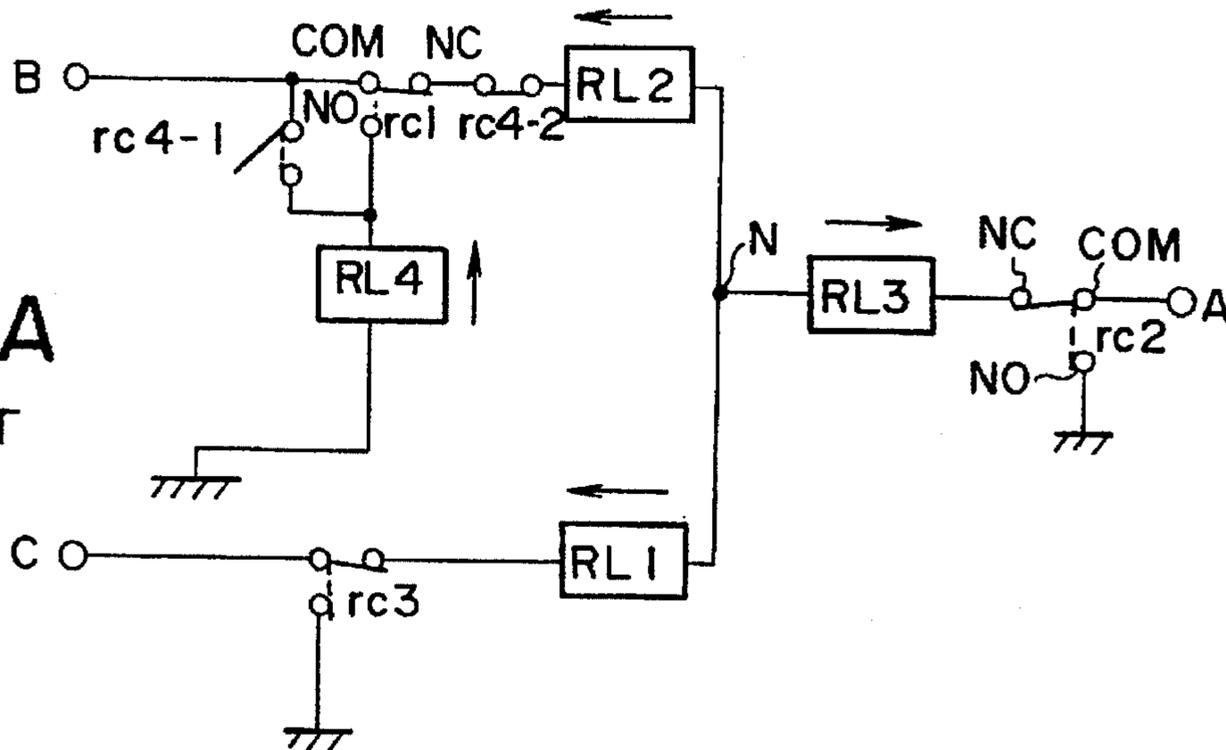 COM NC
B
RL2
NO
rc1
rc4-2
rc4-1
N
NC
COM
RL4
RL3
A
rc2
A
NO
C
RL1
rc3